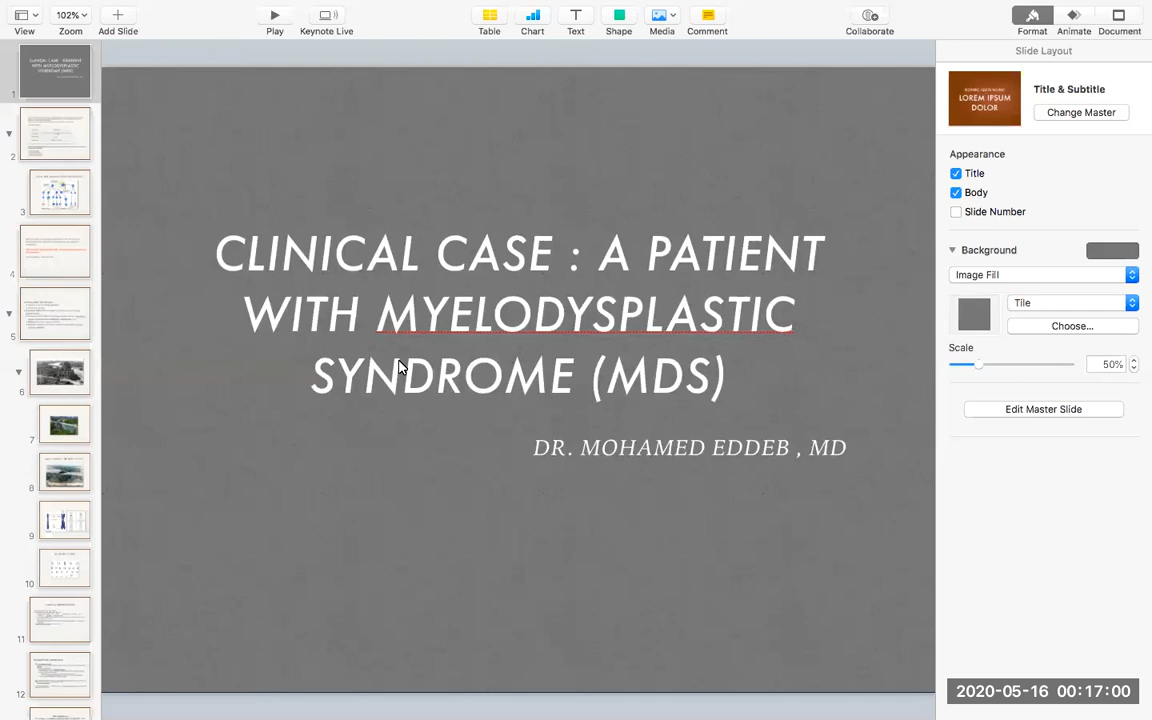 View
102%
Zoom
Add Slide
Play
Keynote Live
Table
Chart
Text
Shape
Media
Comment
Collaborate
Format
Animate
Document
1
2
3
4
5
6
7
8
9
10
11
12
CLINICAL CASE : A PATIENT
WITH MYELODYSPLASTIC
SYNDROME (MDS)
DR. MOHAMED EDDEB , MD
Slide Layout
LOREM IPSUM
DOLOR
Title & Subtitle
Change Master
Appearance
Title
Body
Slide Number
Background
Image Fill
Tile
Choose...
Scale
50%
Edit Master Slide
2020-05-16 00:17:00